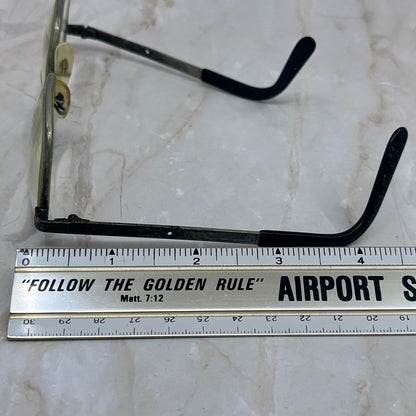 0 1 2 3 4
"FOLLOW THE GOLDEN RULE" AIRPORT S
Matt. 7:12
30 29 28 27 26 25 24 23 22 21 20 19